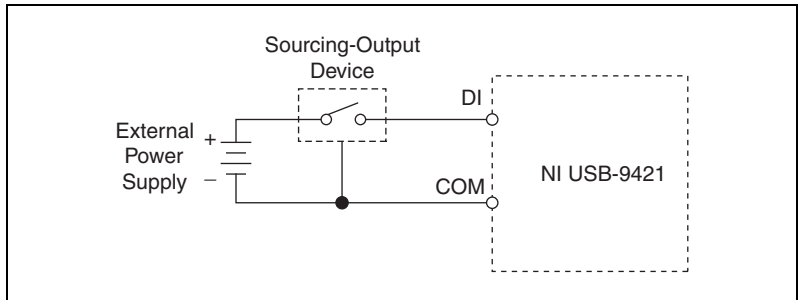 Sourcing-Output
Device
DI
External
Power
Supply
+
–
COM
NI USB-9421